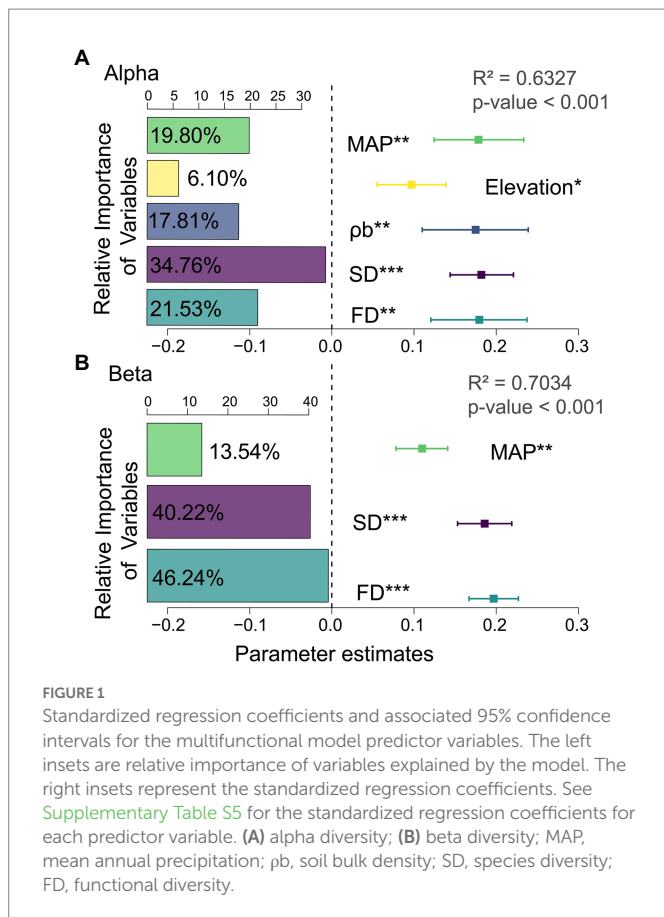 A
Alpha
0 5 10 20 30
R² = 0.6327
p-value < 0.001
Relative Importance
of Variables
19.80%
6.10%
17.81%
34.76%
21.53%
MAP**
Elevation*
ρb**
SD***
FD**
−0.2 −0.1 0.0 0.1 0.2 0.3
B
Beta
0 10 20 40
R² = 0.7034
p-value < 0.001
Relative Importance
of Variables
13.54%
40.22%
46.24%
MAP**
SD***
FD***
−0.2 −0.1 0.0 0.1 0.2 0.3
Parameter estimates
FIGURE 1
Standardized regression coefficients and associated 95% confidence
intervals for the multifunctional model predictor variables. The left
insets are relative importance of variables explained by the model. The
right insets represent the standardized regression coefficients. See
Supplementary Table S5 for the standardized regression coefficients for
each predictor variable. (A) alpha diversity; (B) beta diversity; MAP,
mean annual precipitation; ρb, soil bulk density; SD, species diversity;
FD, functional diversity.